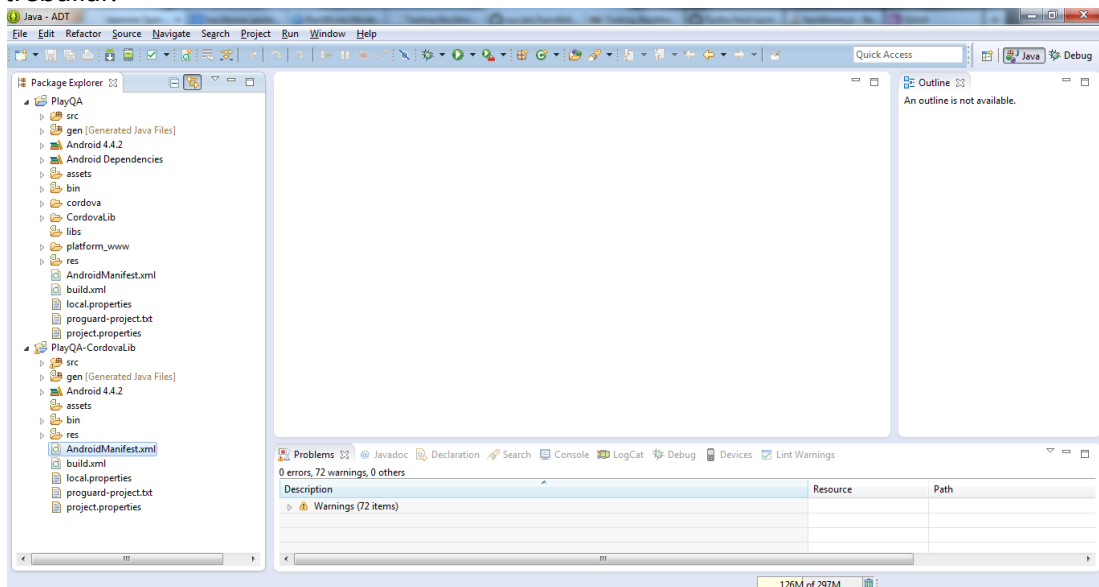 Java - ADT
File Edit Refactor Source Navigate Search Project Run Window Help
Quick Access
Java
Debug
Package Explorer
PlayQA
src
gen [Generated Java Files]
Android 4.4.2
Android Dependencies
assets
bin
cordova
CordovaLib
libs
platform_www
res
AndroidManifest.xml
build.xml
local.properties
proguard-project.txt
project.properties
PlayQA-CordovaLib
src
gen [Generated Java Files]
Android 4.4.2
assets
bin
res
AndroidManifest.xml
build.xml
local.properties
proguard-project.txt
project.properties
Outline
An outline is not available.
Problems @ Javadoc Declaration Search Console LogCat Debug Devices Lint Warnings
0 errors, 72 warnings, 0 others
Description Resource Path
Warnings (72 items)
126M of 297M